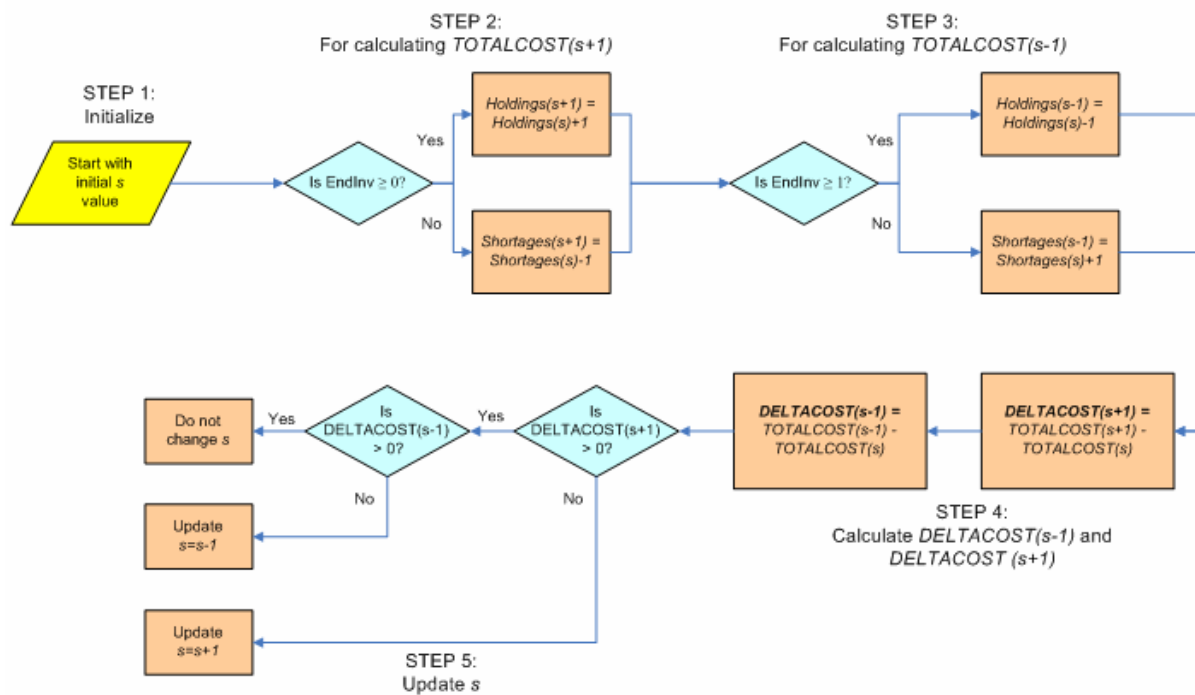 STEP 1:
Initialize
Start with
initial s
value
STEP 2:
For calculating TOTALCOST(s+1)
Is EndInv ≥ 0?
Yes
No
Holdings(s+1) =
Holdings(s)+1
Shortages(s+1) =
Shortages(s)-1
STEP 3:
For calculating TOTALCOST(s-1)
Is EndInv ≥ 1?
Yes
No
Holdings(s-1) =
Holdings(s)-1
Shortages(s-1) =
Shortages(s)+1
DELTACOST(s+1) =
TOTALCOST(s+1) -
TOTALCOST(s)
DELTACOST(s-1) =
TOTALCOST(s-1) -
TOTALCOST(s)
STEP 4:
Calculate DELTACOST(s-1) and
DELTACOST (s+1)
Is
DELTACOST(s+1)
> 0?
Yes
No
Is
DELTACOST(s-1)
> 0?
Yes
No
Do not
change s
Update
s=s-1
Update
s=s+1
STEP 5:
Update s